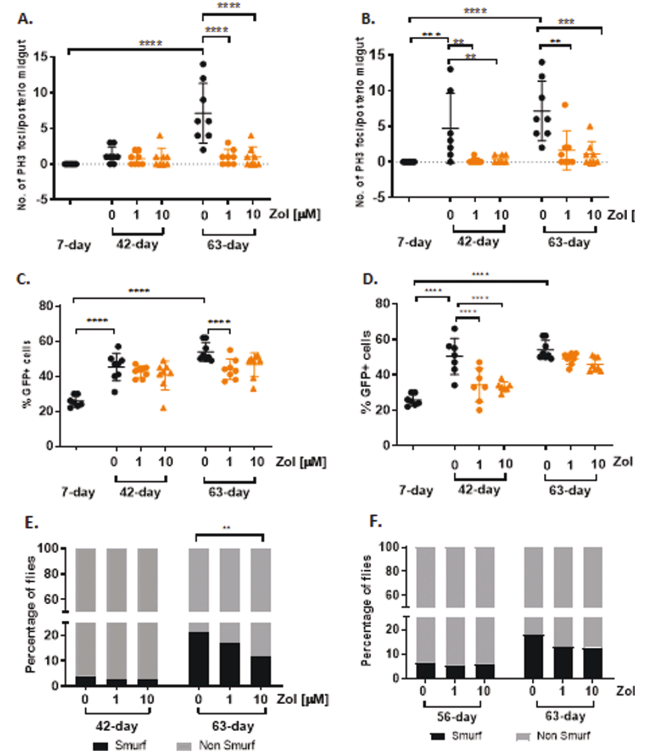 A.
****
****
****
No. of PH3 foci/posterio midgut
15
10
5
0
-5
0 1 10 0 1 10 Zol [µM]
7-day
42-day
63-day
B.
****
***
***
**
**
**
No. of PH3 foci/posterio midgut
15
10
5
0
-5
0 1 10 0 1 10 Zol [
7-day
42-day
63-day
C.
****
****
****
% GFP+ cells
80
60
40
20
0
0 1 10 0 1 10 Zol [µM]
7-day
42-day
63-day
D.
****
****
****
****
% GFP+ cells
80
60
40
20
0
0 1 10 0 1 10 Zol
7-day
42-day
63-day
E.
**
Percentage of flies
100
80
60
20
10
0
0 1 10 0 1 10 Zol [µM]
42-day
63-day
Smurf Non Smurf
F.
Percentage of flies
100
80
60
20
10
0
0 1 10 0 1 10 Zol [µM]
56-day
63-day
Smurf Non Smurf